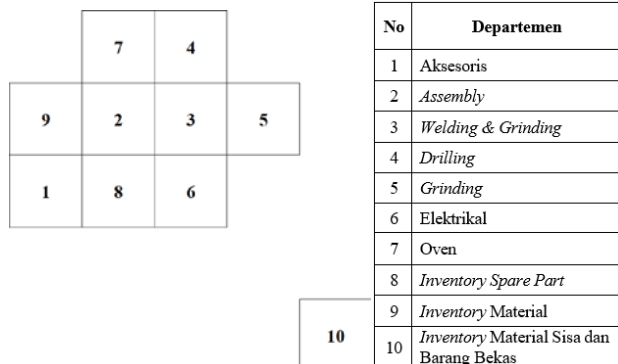 7 4
9 2 3 5
1 8 6
10
No Departemen
1 Aksesoris
2 Assembly
3 Welding & Grinding
4 Drilling
5 Grinding
6 Elektrikal
7 Oven
8 Inventory Spare Part
9 Inventory Material
10 Inventory Material Sisa dan
Barang Bekas